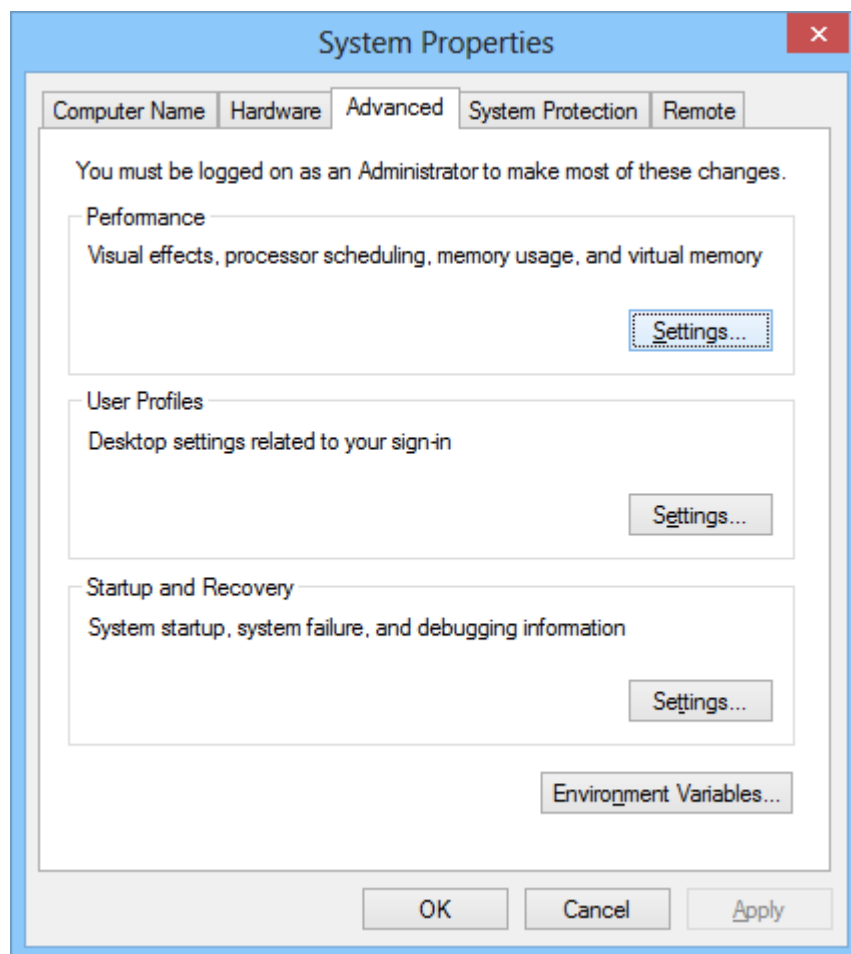 System Properties
Computer Name
Hardware
Advanced
System Protection
Remote
You must be logged on as an Administrator to make most of these changes.
Performance
Visual effects, processor scheduling, memory usage, and virtual memory
Settings...
User Profiles
Desktop settings related to your sign-in
Settings...
Startup and Recovery
System startup, system failure, and debugging information
Settings...
Environment Variables...
OK
Cancel
Apply